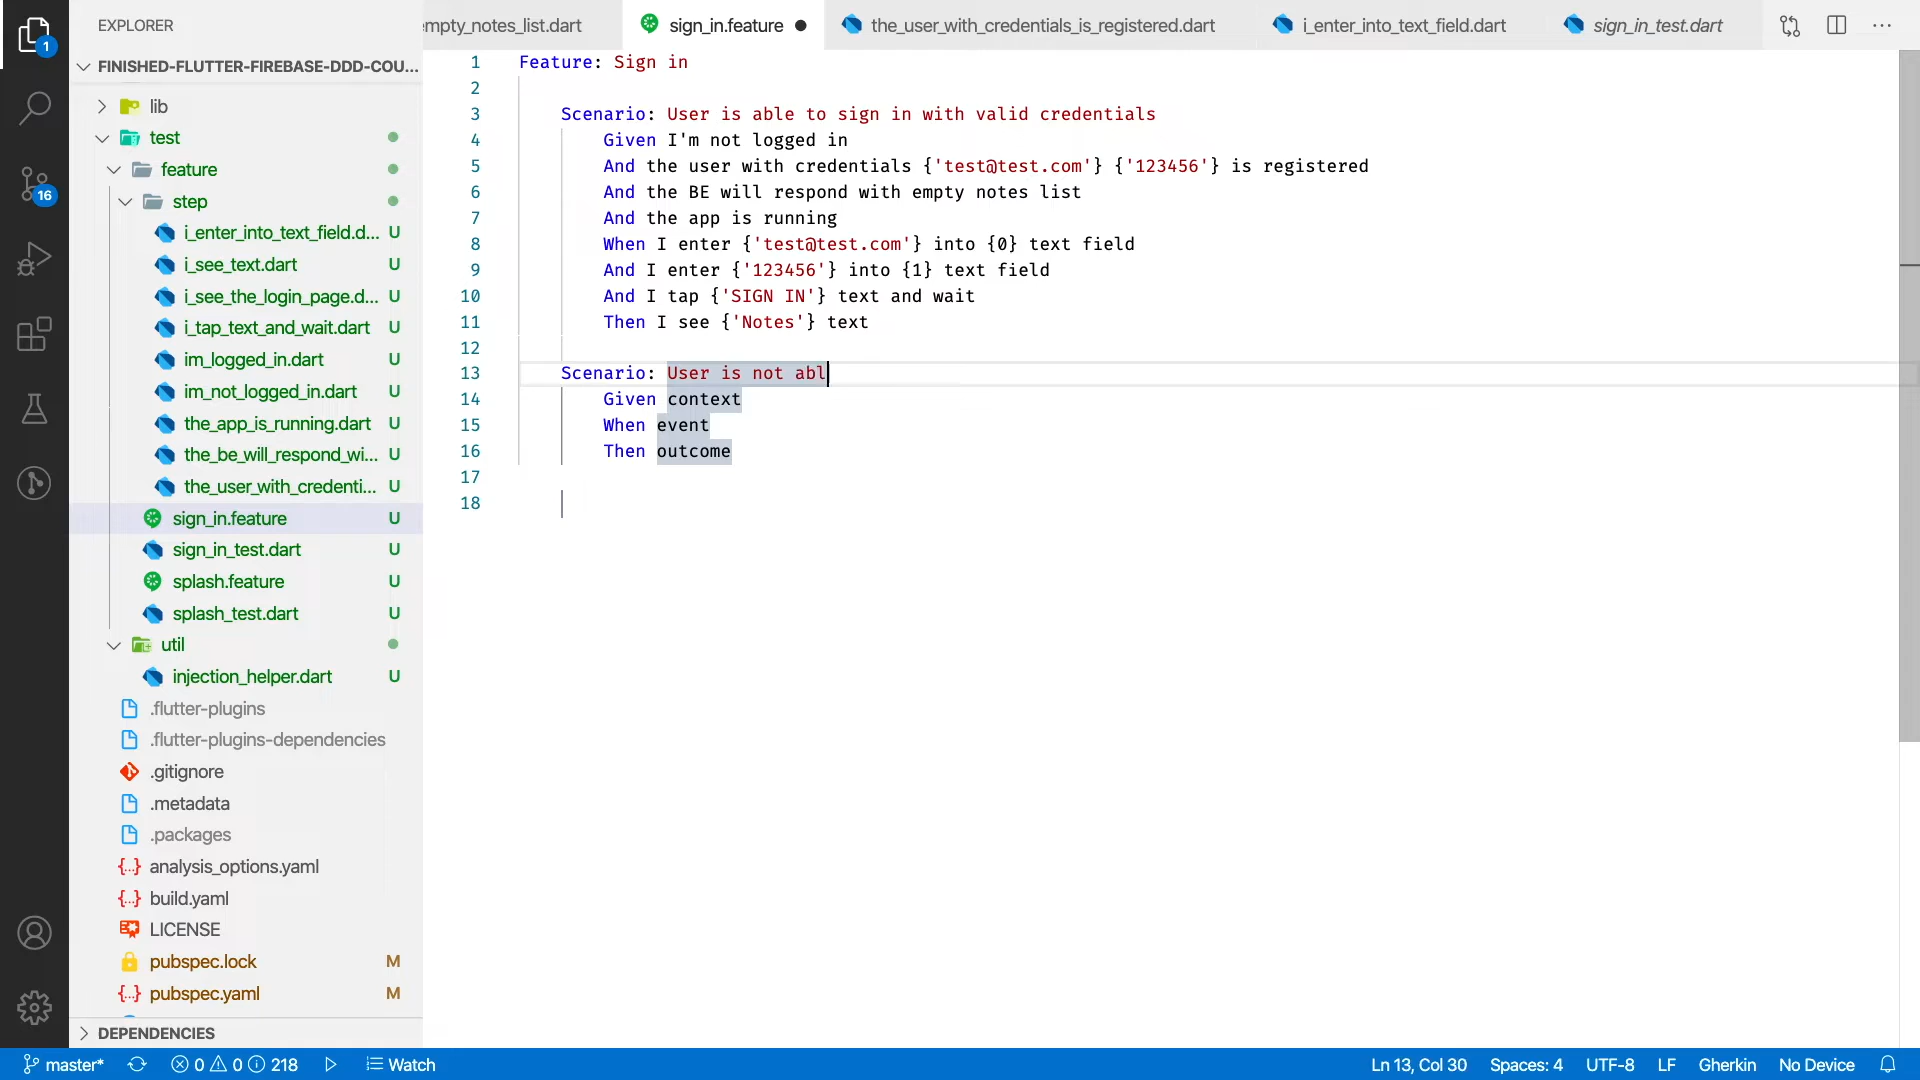 EXPLORER
FINISHED-FLUTTER-FIREBASE-DDD-COU...
lib
test
feature
step
i_enter_into_text_field.d... U
i_see_text.dart U
i_see_the_login_page.d... U
i_tap_text_and_wait.dart U
im_logged_in.dart U
im_not_logged_in.dart U
the_app_is_running.dart U
the_be_will_respond_wi... U
the_user_with_credenti... U
sign_in.feature U
sign_in_test.dart U
splash.feature U
splash_test.dart U
util
injection_helper.dart U
.flutter-plugins
.flutter-plugins-dependencies
.gitignore
.metadata
.packages
analysis_options.yaml
build.yaml
LICENSE
pubspec.lock M
pubspec.yaml M
DEPENDENCIES
1
16
empty_notes_list.dart
sign_in.feature
the_user_with_credentials_is_registered.dart
i_enter_into_text_field.dart
sign_in_test.dart
1 Feature: Sign in
2
3 Scenario: User is able to sign in with valid credentials
4 Given I'm not logged in
5 And the user with credentials {'test@test.com'} {'123456'} is registered
6 And the BE will respond with empty notes list
7 And the app is running
8 When I enter {'test@test.com'} into {0} text field
9 And I enter {'123456'} into {1} text field
10 And I tap {'SIGN IN'} text and wait
11 Then I see {'Notes'} text
12
13 Scenario: User is not abl
14 Given context
15 When event
16 Then outcome
17
18
master* 0 0 218 Watch Ln 13, Col 30 Spaces: 4 UTF-8 LF Gherkin No Device